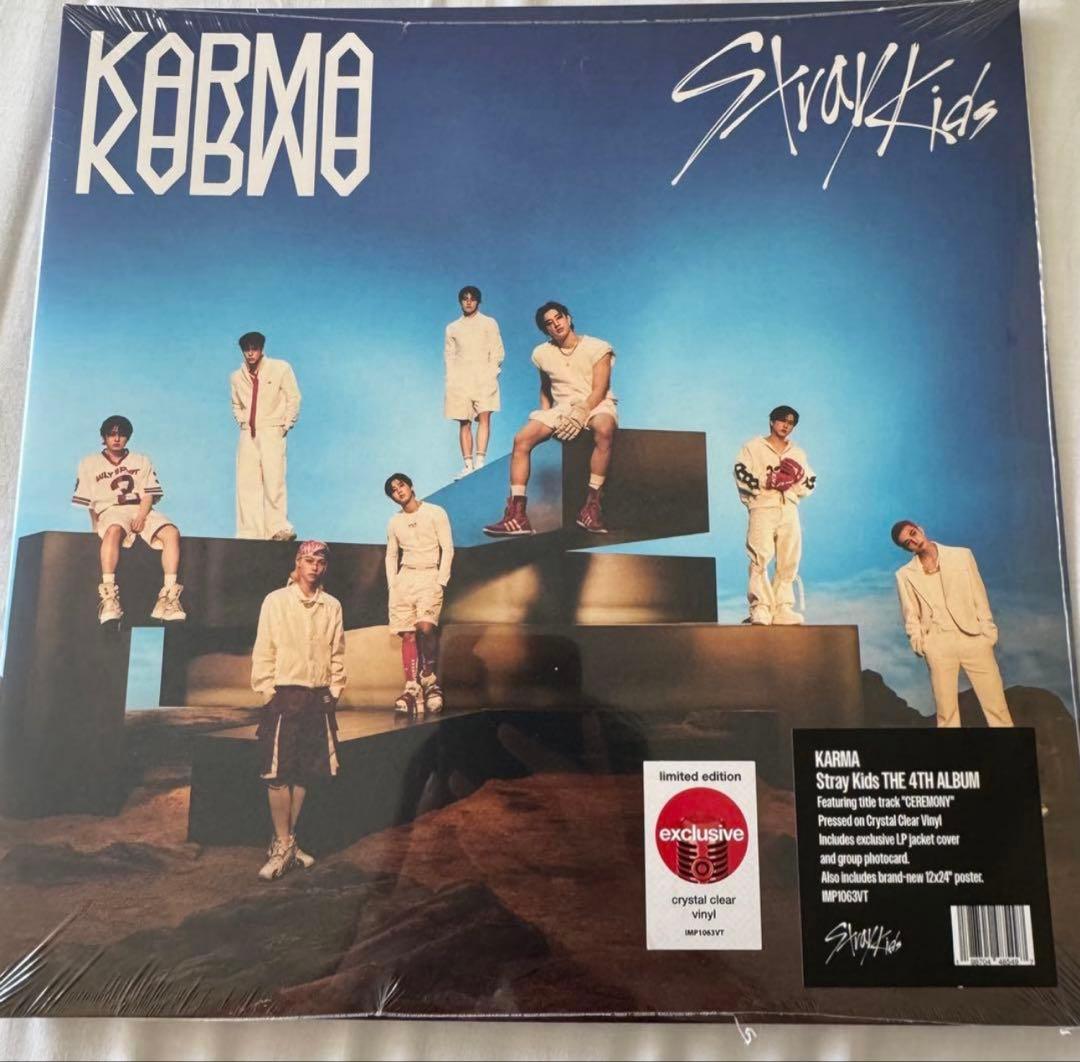 KARMA
Stray Kids
2
limited edition
exclusive
crystal clear
vinyl
IMP1063VT
KARMA
Stray Kids THE 4TH ALBUM
Featuring title track "CEREMONY"
Pressed on Crystal Clear Vinyl
Includes exclusive LP jacket cover
and group photocard.
Also includes brand-new 12x24" poster.
IMP1063VT
Stray Kids